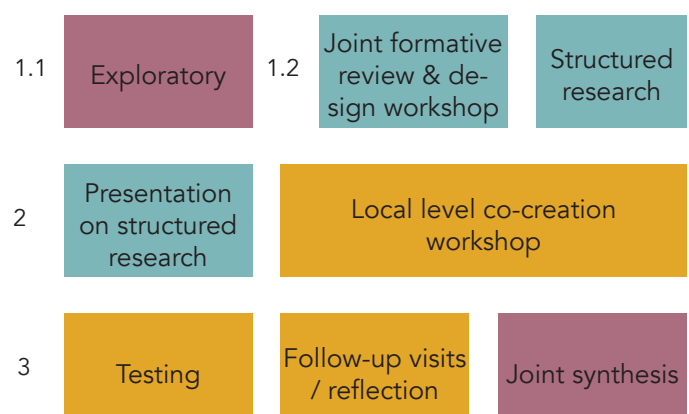 1.1
Exploratory
1.2
Joint formative
review & de-
sign workshop
Structured
research
2
Presentation
on structured
research
Local level co-creation
workshop
3
Testing
Follow-up visits
/ reflection
Joint synthesis